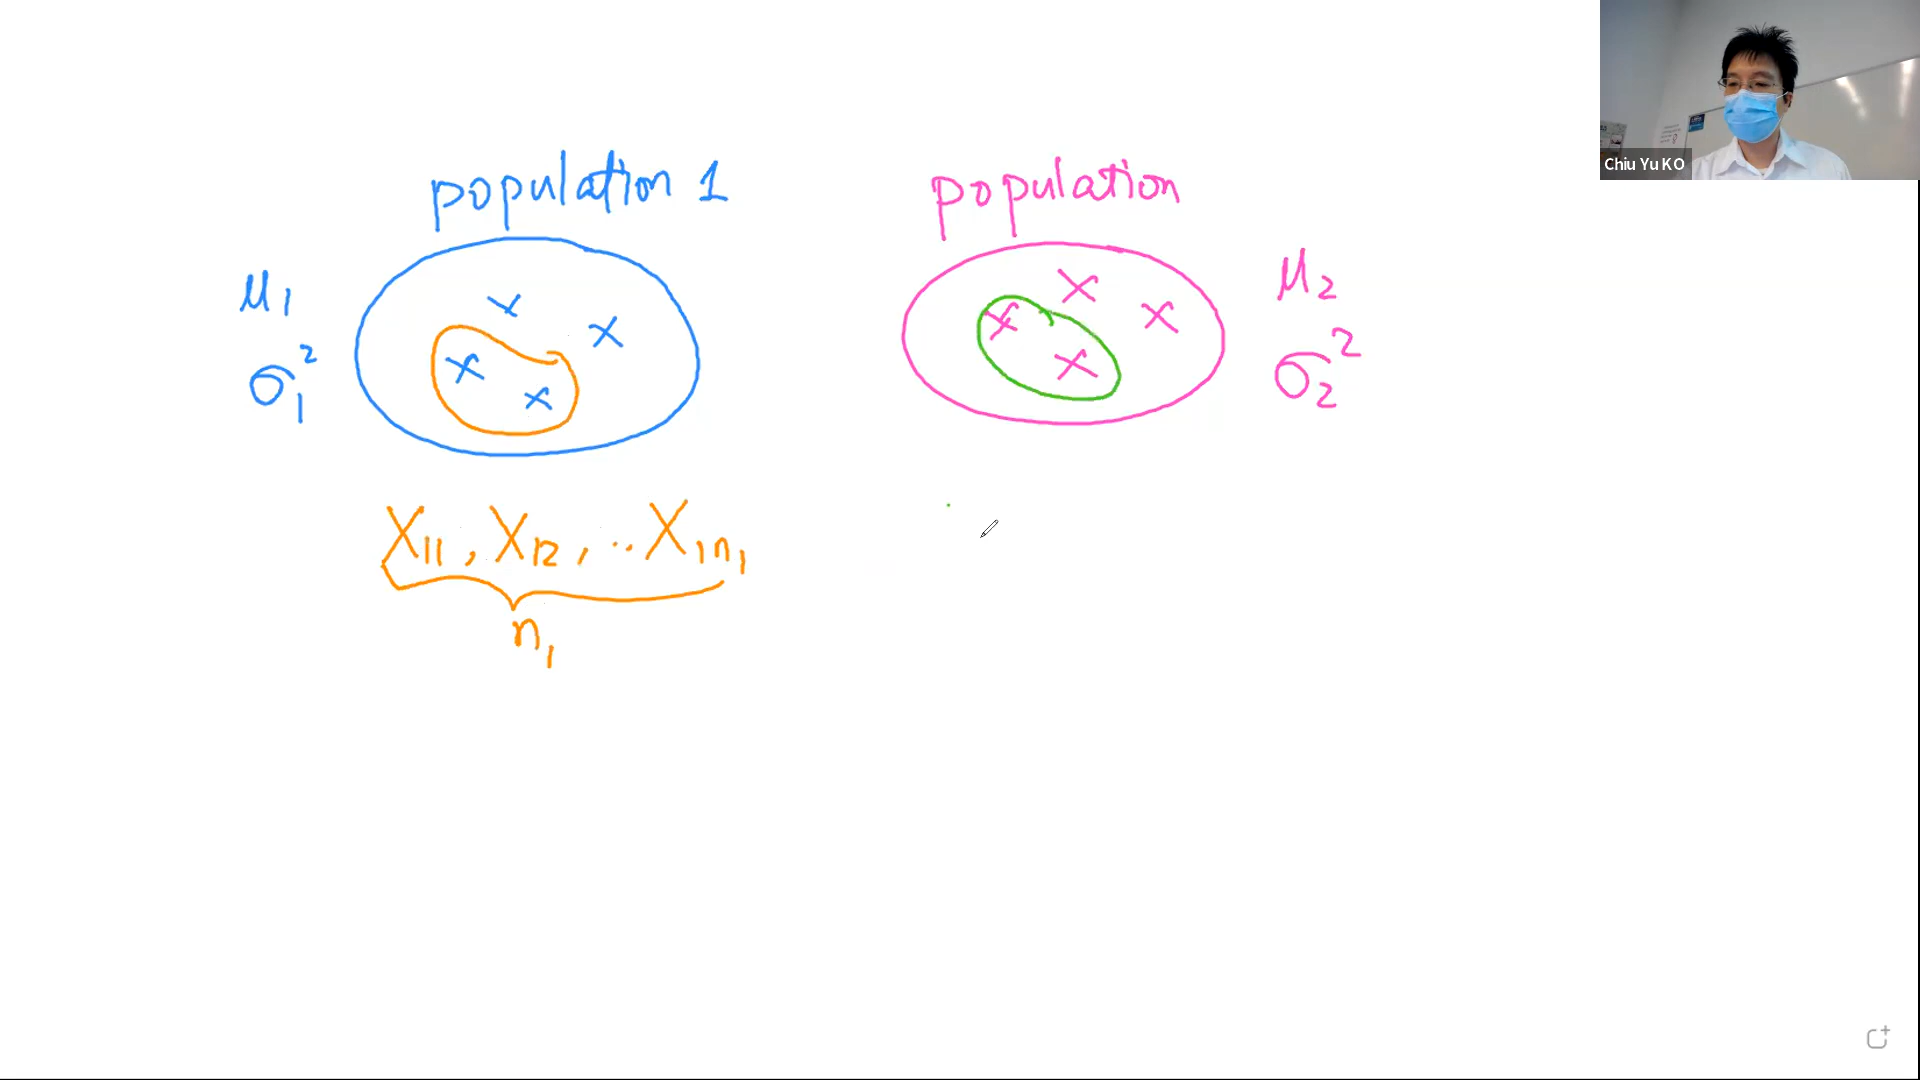 population 1
population
μ₁
σ₁²
μ₂
σ₂²
X₁₁, X₁₂, ..X₁ₙ₁
n₁
Chiu Yu KO